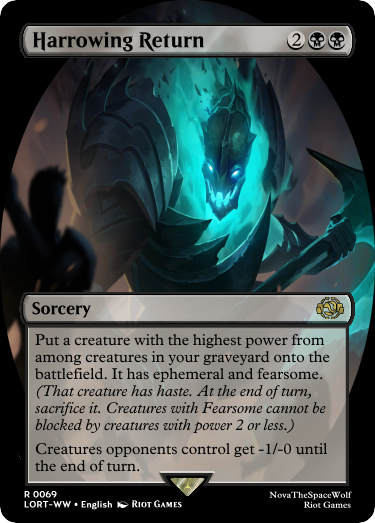 Harrowing Return 2
Sorcery
Put a creature with the highest power from
among creatures in your graveyard onto the
battlefield. It has ephemeral and fearsome.
(That creature has haste. At the end of turn,
sacrifice it. Creatures with Fearsome cannot be
blocked by creatures with power 2 or less.)
Creatures opponents control get -1/-0 until
the end of turn.
R 0069
LORT-WW • English RIOT GAMES
NovaTheSpaceWolf
Riot Games